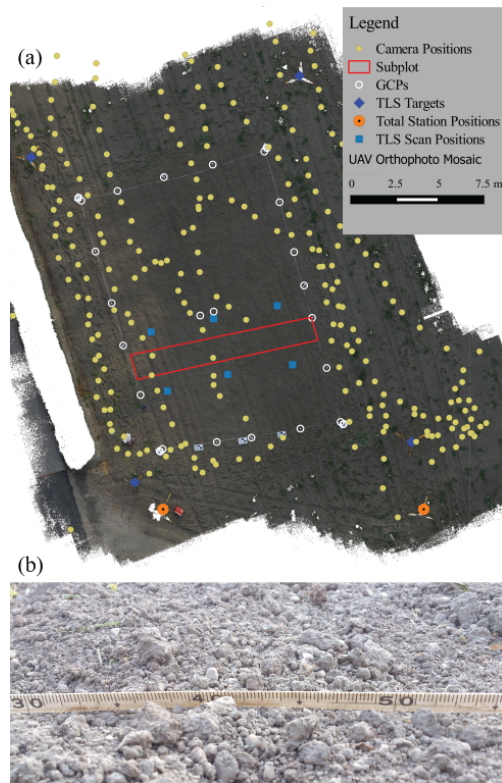 (a)
Legend
Camera Positions
Subplot
GCPs
TLS Targets
Total Station Positions
TLS Scan Positions
UAV Orthophoto Mosaic
0 2.5 5 7.5 m
(b)
30 40 50